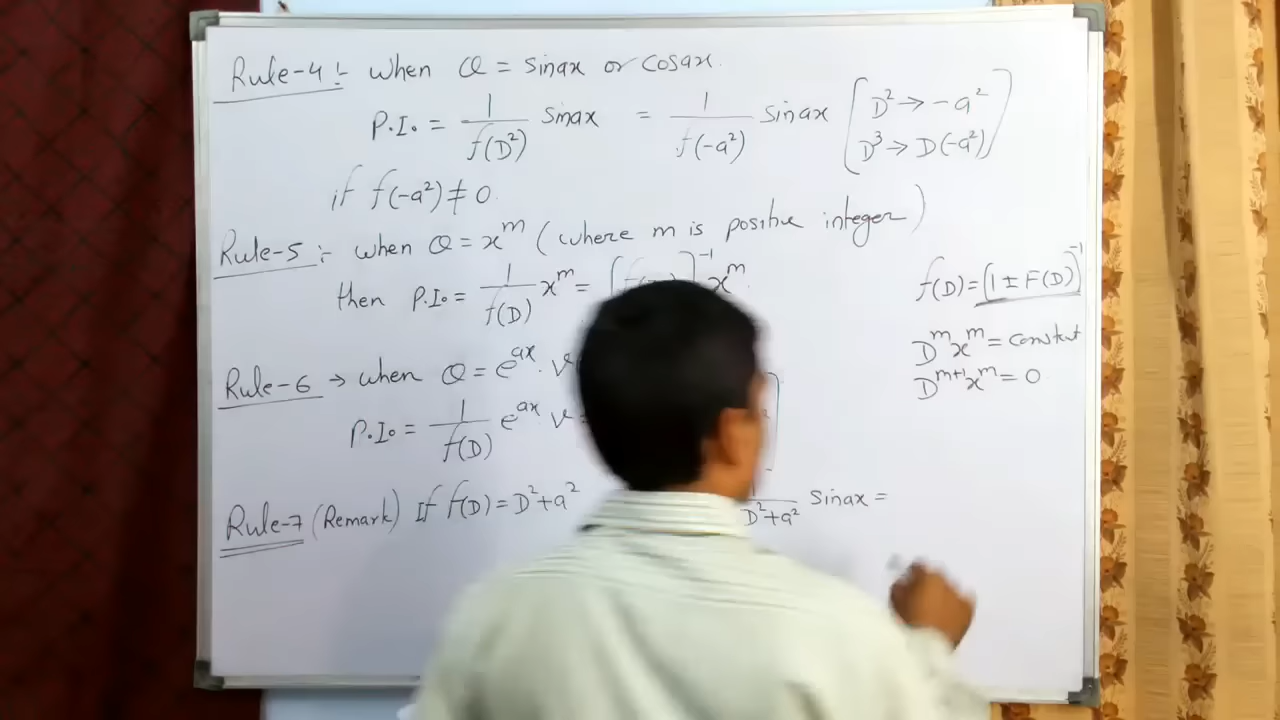 Rule-4 :- when Q = sinax or cosax.
P.I. = 1/f(D²) sinax = 1/f(-a²) sinax [D² → -a²
D³ → D(-a²)]
if f(-a²) ≠ 0.
Rule-5 :- when Q = x^m (where m is positive integer)
then P.I. = 1/f(D) x^m = [ ]^-1 x^m
f(D) = (1 ± F(D))^-1
D^m x^m = constant
D^m+1 x^m = 0
Rule-6 → when Q = e^ax . v
P.I. = 1/f(D) e^ax . v =
Rule-7 (Remark) If f(D) = D² + a² 1/D²+a² sinax =